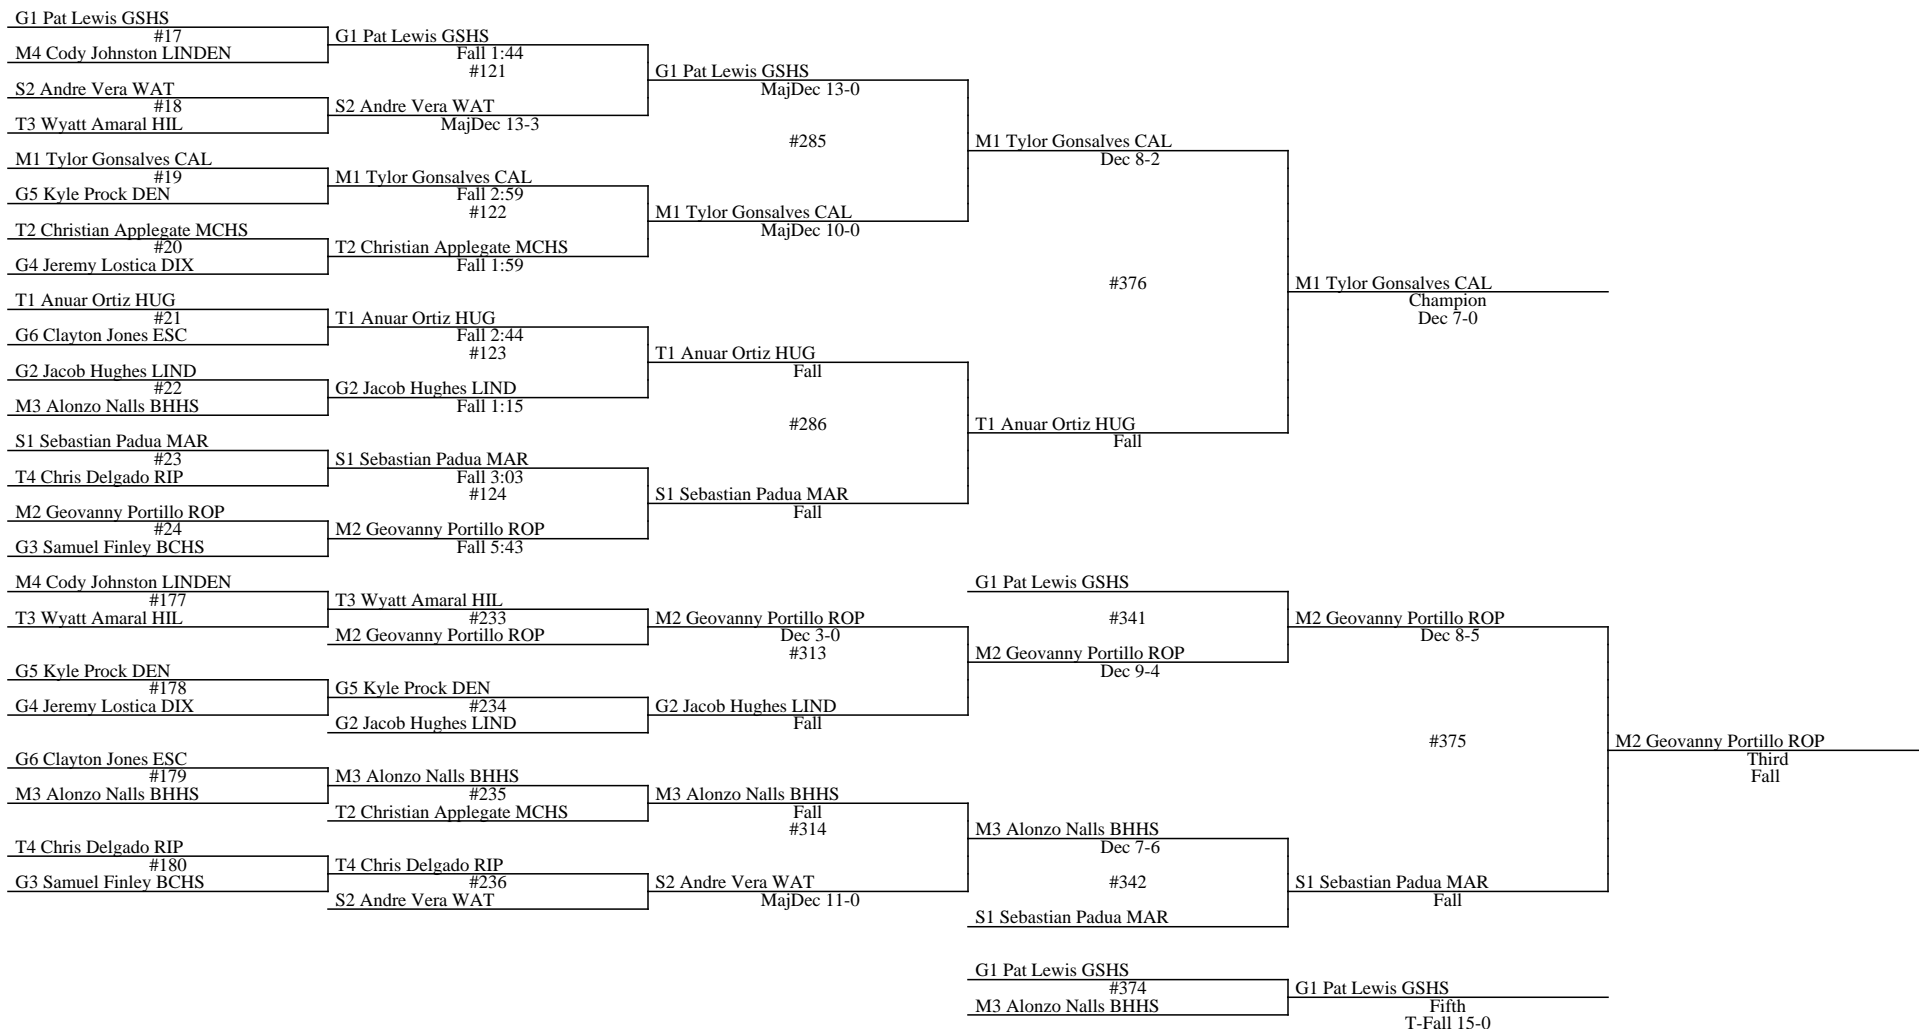 G1 Pat Lewis GSHS
#17
M4 Cody Johnston LINDEN
S2 Andre Vera WAT
#18
T3 Wyatt Amaral HIL
M1 Tylor Gonsalves CAL
#19
G5 Kyle Prock DEN
T2 Christian Applegate MCHS
#20
G4 Jeremy Lostica DIX
T1 Anuar Ortiz HUG
#21
G6 Clayton Jones ESC
G2 Jacob Hughes LIND
#22
M3 Alonzo Nalls BHHS
S1 Sebastian Padua MAR
#23
T4 Chris Delgado RIP
M2 Geovanny Portillo ROP
#24
G3 Samuel Finley BCHS
G1 Pat Lewis GSHS
Fall 1:44
#121
S2 Andre Vera WAT
MajDec 13-3
M1 Tylor Gonsalves CAL
Fall 2:59
#122
T2 Christian Applegate MCHS
Fall 1:59
T1 Anuar Ortiz HUG
Fall 2:44
#123
G2 Jacob Hughes LIND
Fall 1:15
S1 Sebastian Padua MAR
Fall 3:03
#124
M2 Geovanny Portillo ROP
Fall 5:43
G1 Pat Lewis GSHS
MajDec 13-0
#285
M1 Tylor Gonsalves CAL
MajDec 10-0
T1 Anuar Ortiz HUG
Fall
#286
S1 Sebastian Padua MAR
Fall
M1 Tylor Gonsalves CAL
Dec 8-2
#376
T1 Anuar Ortiz HUG
Fall
M1 Tylor Gonsalves CAL
Champion
Dec 7-0
M4 Cody Johnston LINDEN
#177
T3 Wyatt Amaral HIL
G5 Kyle Prock DEN
#178
G4 Jeremy Lostica DIX
G6 Clayton Jones ESC
#179
M3 Alonzo Nalls BHHS
T4 Chris Delgado RIP
#180
G3 Samuel Finley BCHS
T3 Wyatt Amaral HIL
#233
M2 Geovanny Portillo ROP
G5 Kyle Prock DEN
#234
G2 Jacob Hughes LIND
M3 Alonzo Nalls BHHS
#235
T2 Christian Applegate MCHS
T4 Chris Delgado RIP
#236
S2 Andre Vera WAT
M2 Geovanny Portillo ROP
Dec 3-0
#313
G2 Jacob Hughes LIND
Fall
M3 Alonzo Nalls BHHS
Fall
#314
S2 Andre Vera WAT
MajDec 11-0
G1 Pat Lewis GSHS
#341
M2 Geovanny Portillo ROP
Dec 9-4
M3 Alonzo Nalls BHHS
Dec 7-6
#342
S1 Sebastian Padua MAR
M2 Geovanny Portillo ROP
Dec 8-5
#375
S1 Sebastian Padua MAR
Fall
M2 Geovanny Portillo ROP
Third
Fall
G1 Pat Lewis GSHS
#374
M3 Alonzo Nalls BHHS
G1 Pat Lewis GSHS
Fifth
T-Fall 15-0